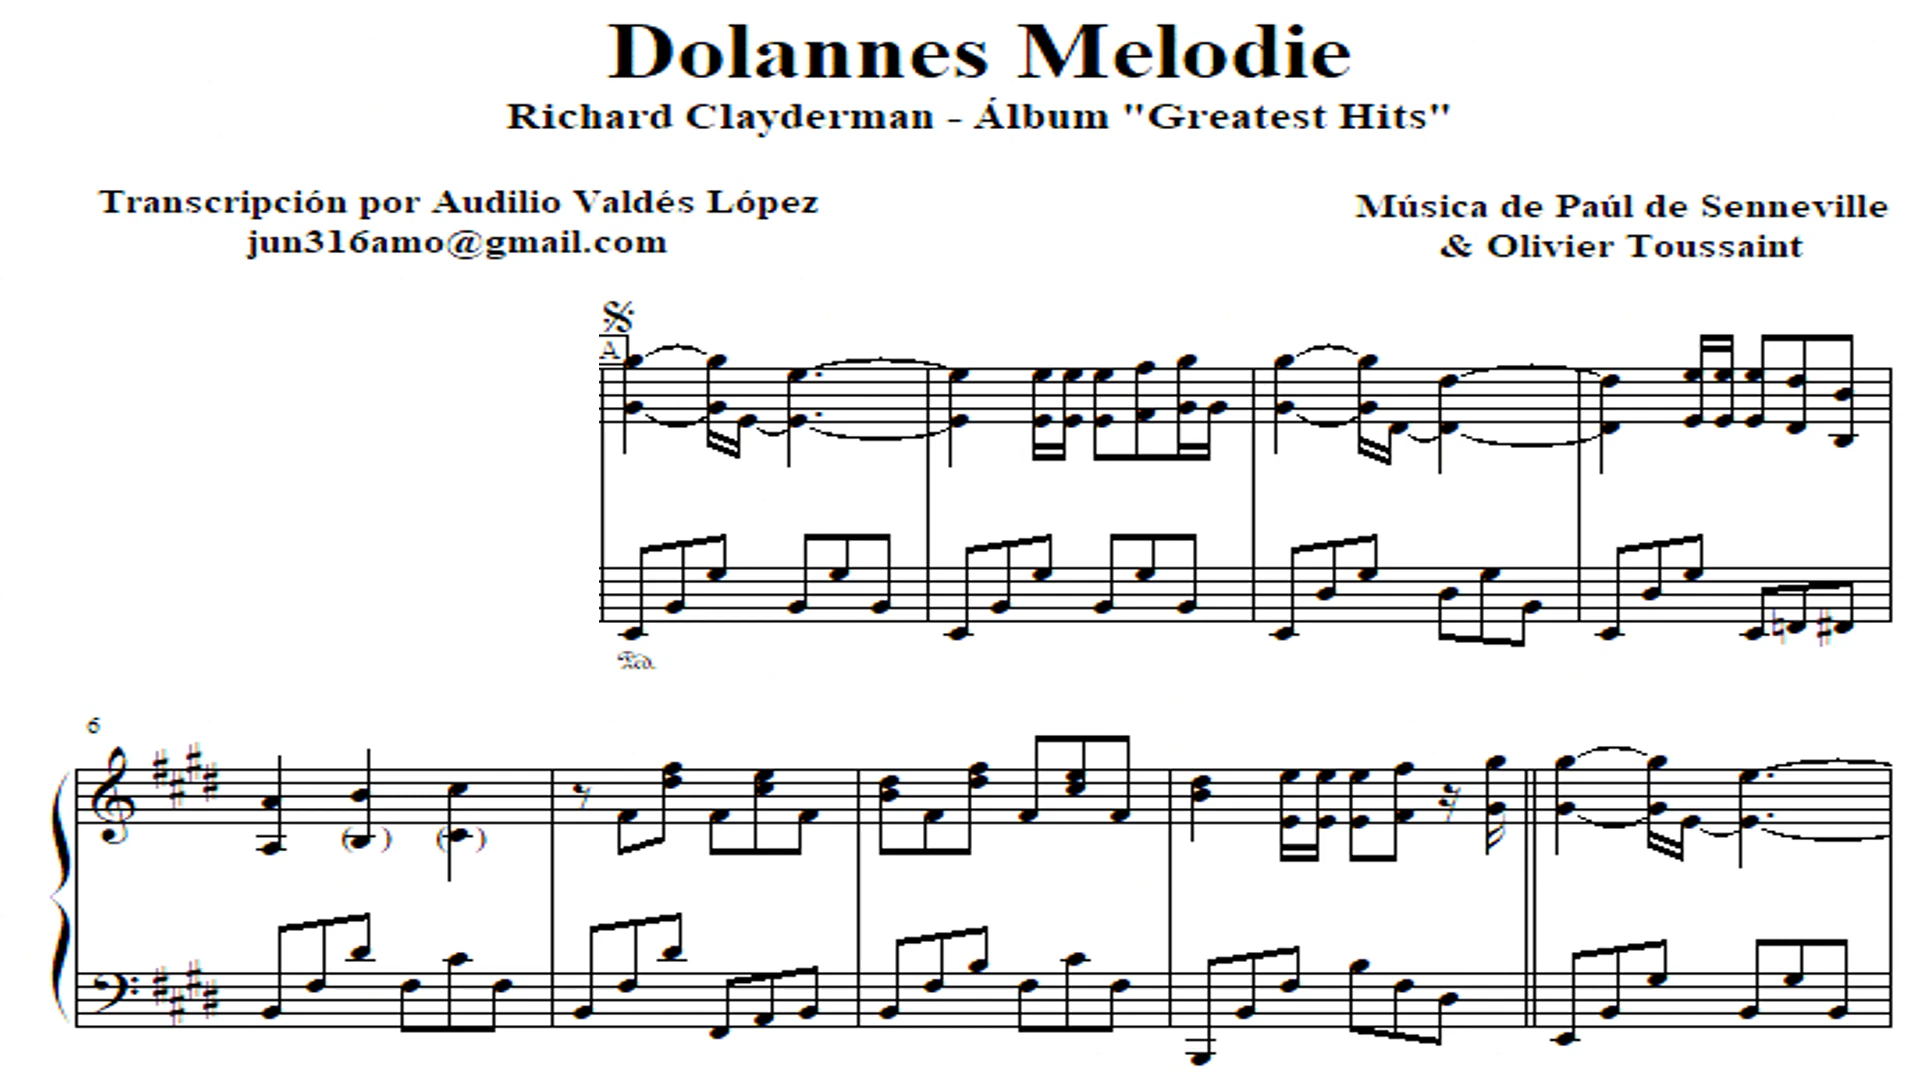 Dolannes Melodie
Richard Clayderman - Álbum "Greatest Hits"
Transcripción por Audilio Valdés López
jun316amo@gmail.com
Música de Paúl de Senneville
& Olivier Toussaint
A
Ped.
6